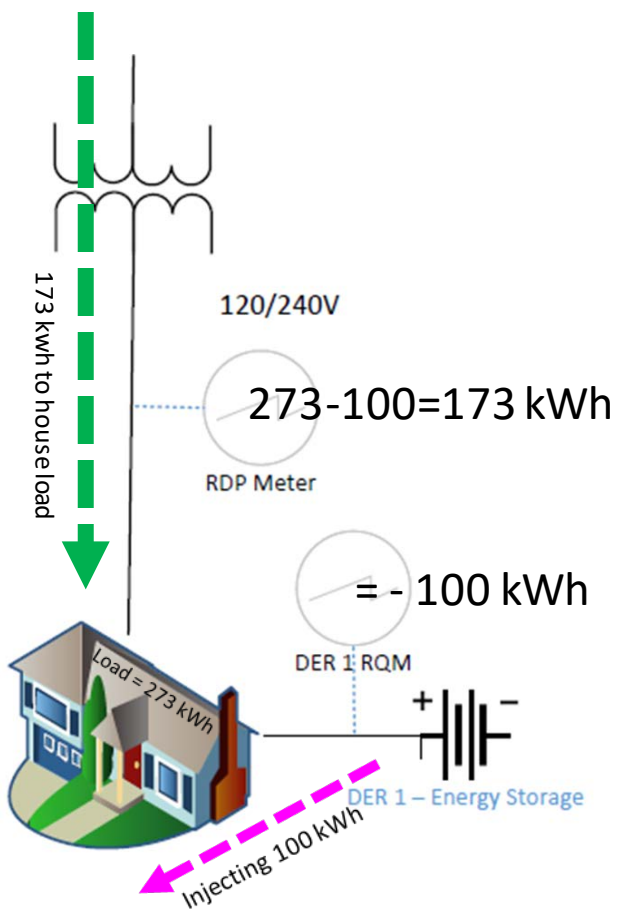 173 kwh to house load
120/240V
273-100=173 kWh
RDP Meter
= - 100 kWh
DER 1 RQM
Load = 273 kWh
+ −
DER 1 – Energy Storage
Injecting 100 kWh